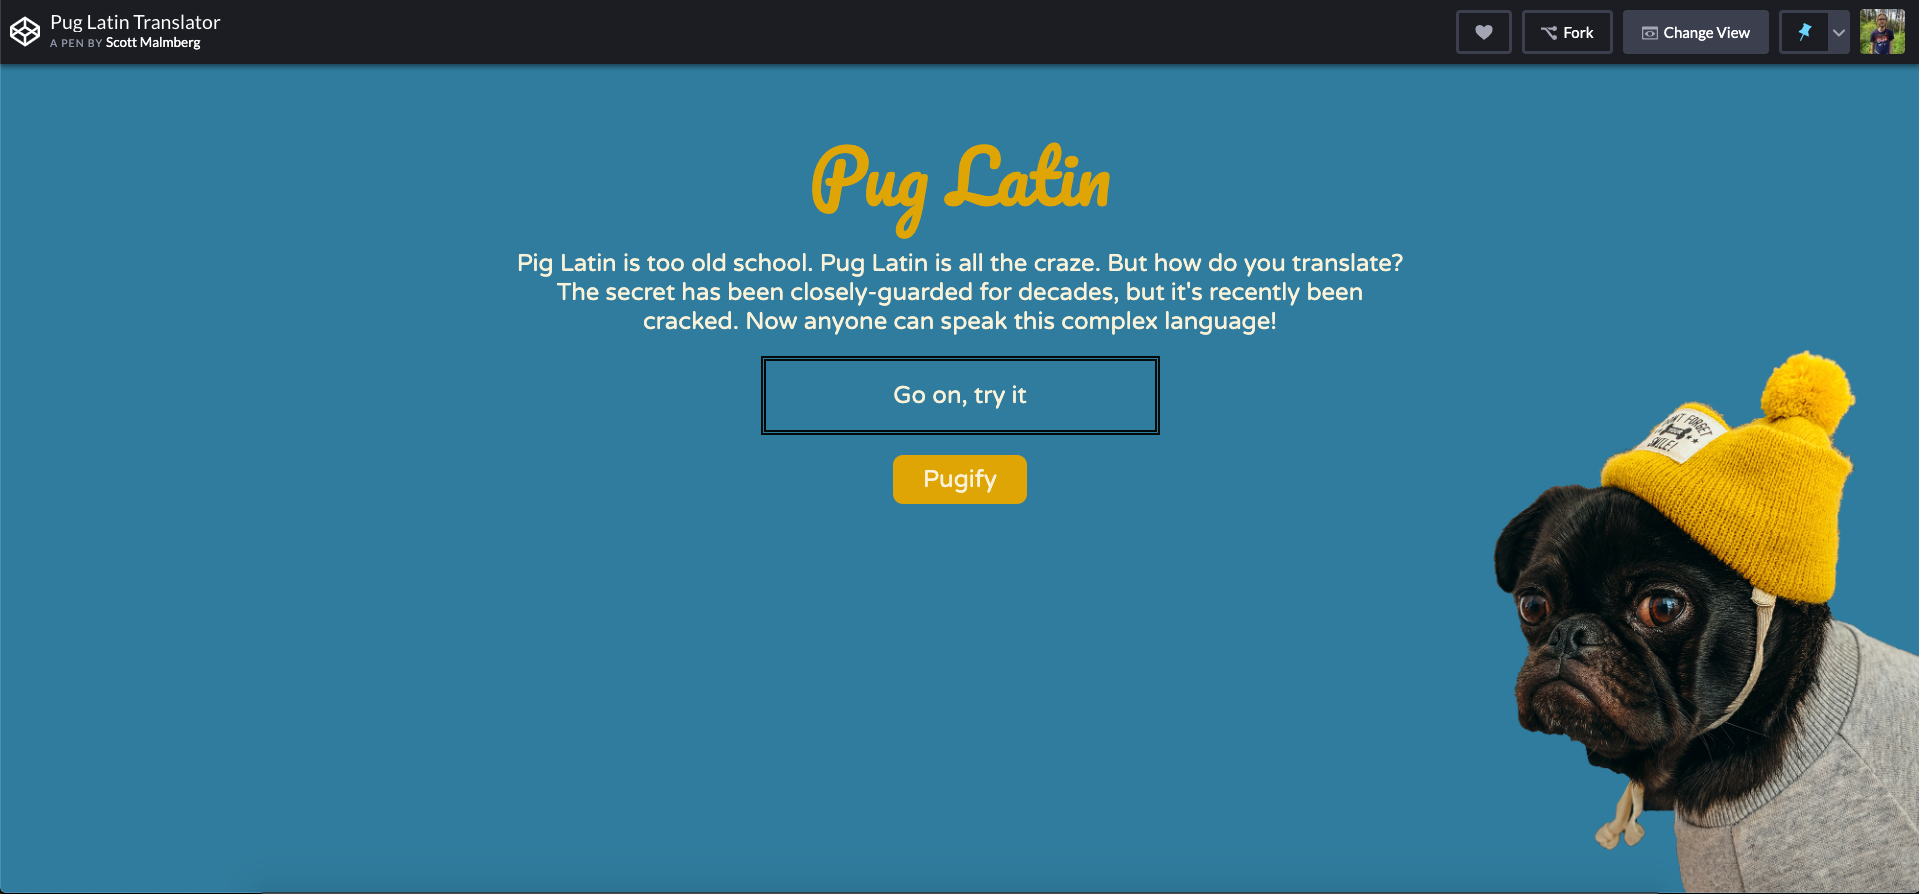 Pug Latin Translator
A PEN BY Scott Malmberg
Fork
Change View
Pug Latin
Pig Latin is too old school. Pug Latin is all the craze. But how do you translate?
The secret has been closely-guarded for decades, but it's recently been
cracked. Now anyone can speak this complex language!
Go on, try it
Pugify
DON'T FORGET
SMILE!